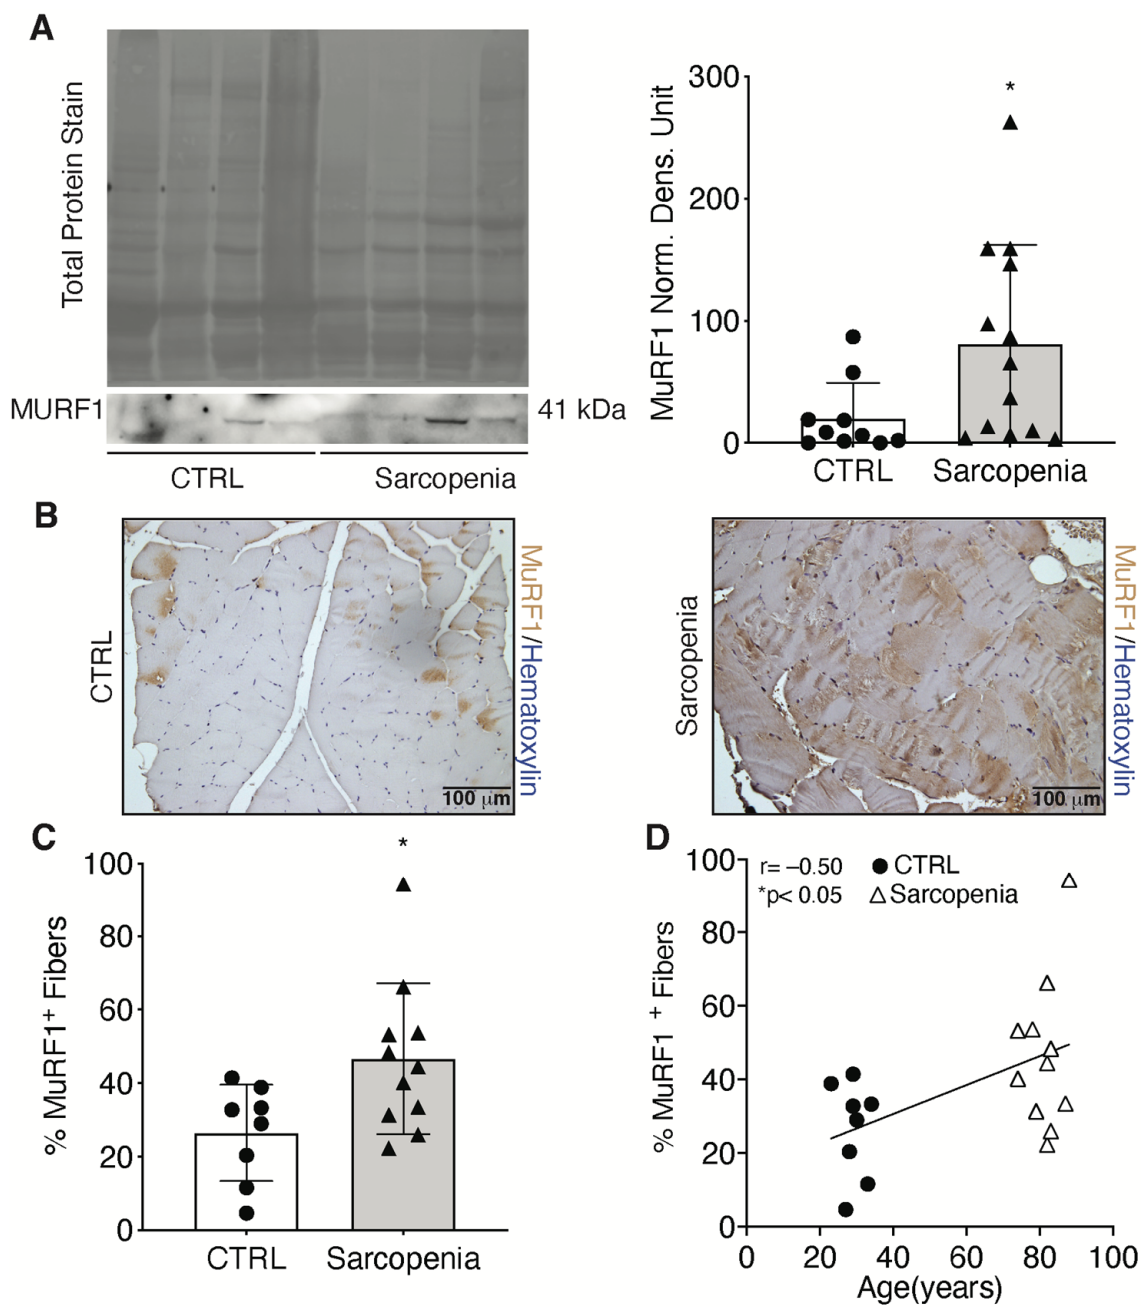 A
Total Protein Stain
MURF1
41 kDa
CTRL
Sarcopenia
MuRF1 Norm. Dens. Unit
300
200
100
0
*
CTRL
Sarcopenia
B
CTRL
100 μm
MuRF1/Hematoxylin
Sarcopenia
100 μm
MuRF1/Hematoxylin
C
% MuRF1+ Fibers
100
80
60
40
20
0
*
CTRL
Sarcopenia
D
% MuRF1 + Fibers
100
80
60
40
20
0
r= –0.50
*p< 0.05
CTRL
Sarcopenia
0 20 40 60 80 100
Age(years)